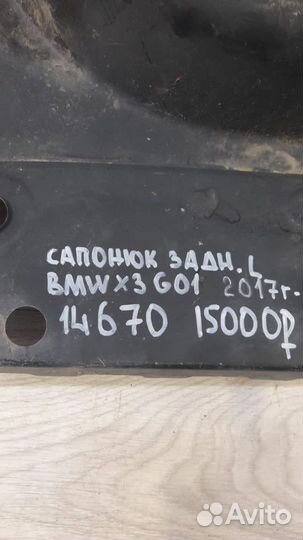 САПОНЮК ЗАДН. L
BMW X3 G01 2017г.
14670 15000₽
Avito